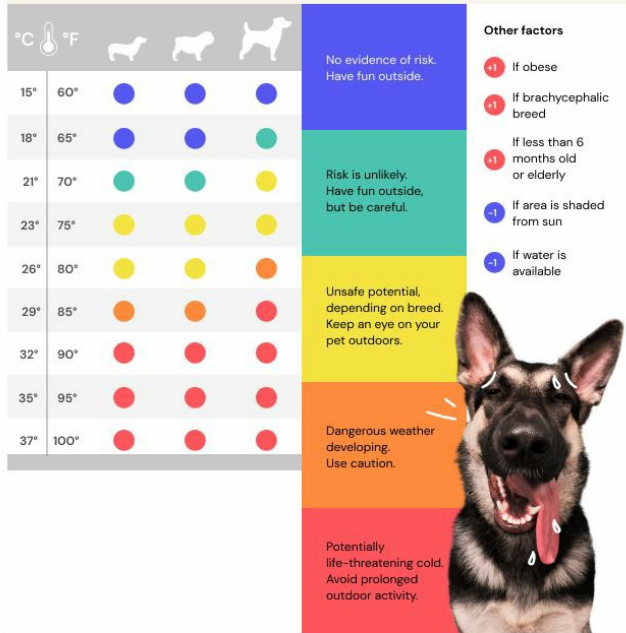 °C °F
15° 60°
18° 65°
21° 70°
23° 75°
26° 80°
29° 85°
32° 90°
35° 95°
37° 100°
No evidence of risk.
Have fun outside.
Risk is unlikely.
Have fun outside,
but be careful.
Unsafe potential,
depending on breed.
Keep an eye on your
pet outdoors.
Dangerous weather
developing.
Use caution.
Potentially
life-threatening cold.
Avoid prolonged
outdoor activity.
Other factors
+1 If obese
+1 If brachycephalic
breed
+1 If less than 6
months old
or elderly
-1 If area is shaded
from sun
-1 If water is
available